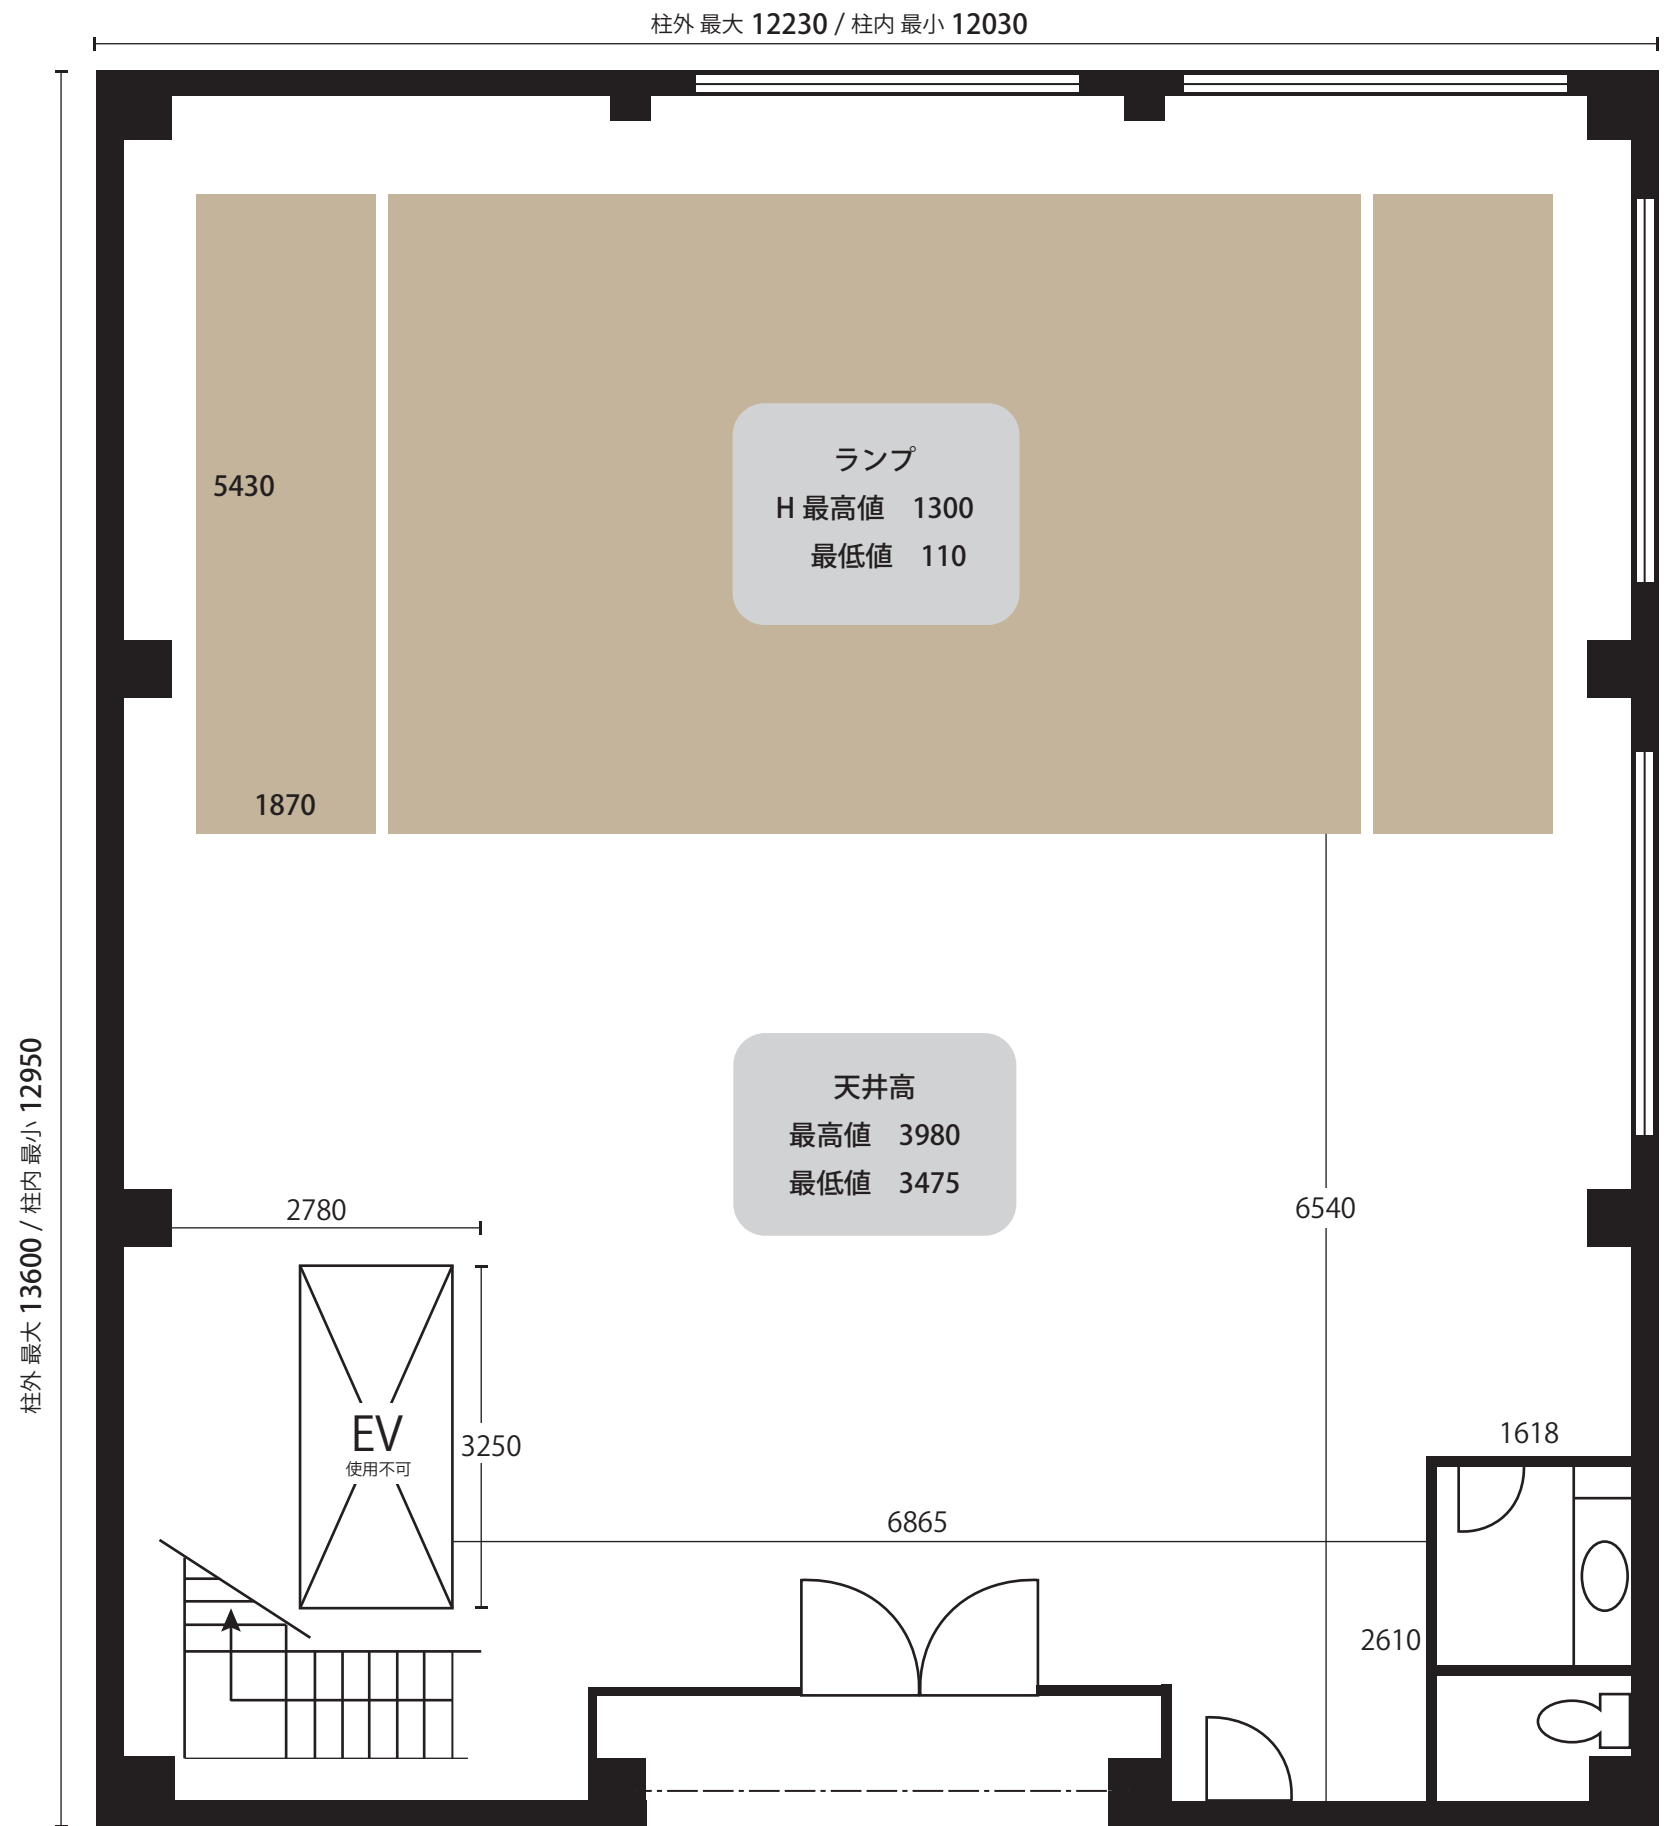 柱外 最大 12230 / 柱内 最小 12030
5430
ランプ
H 最高値 1300
最低値 110
1870
天井高
最高値 3980
最低値 3475
柱外 最大 13600 / 柱内 最小 12950
2780
6540
EV
使用不可
3250
1618
6865
2610